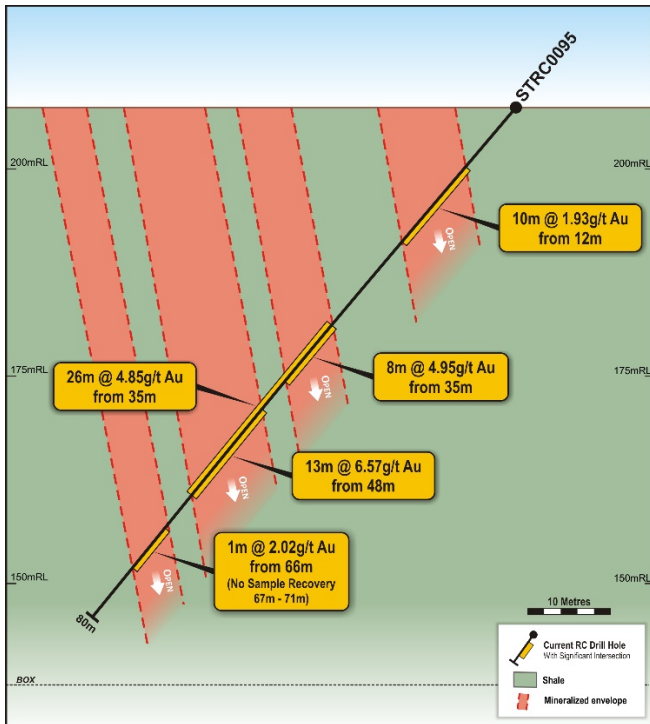 STRC0095
200mRL
200mRL
10m @ 1.93g/t Au
from 12m
OPEN
175mRL
175mRL
26m @ 4.85g/t Au
from 35m
8m @ 4.95g/t Au
from 35m
OPEN
13m @ 6.57g/t Au
from 48m
OPEN
1m @ 2.02g/t Au
from 66m
(No Sample Recovery
67m - 71m)
OPEN
150mRL
150mRL
80m
10 Metres
Current RC Drill Hole
With Significant Intersection
Shale
Mineralized envelope
BOX